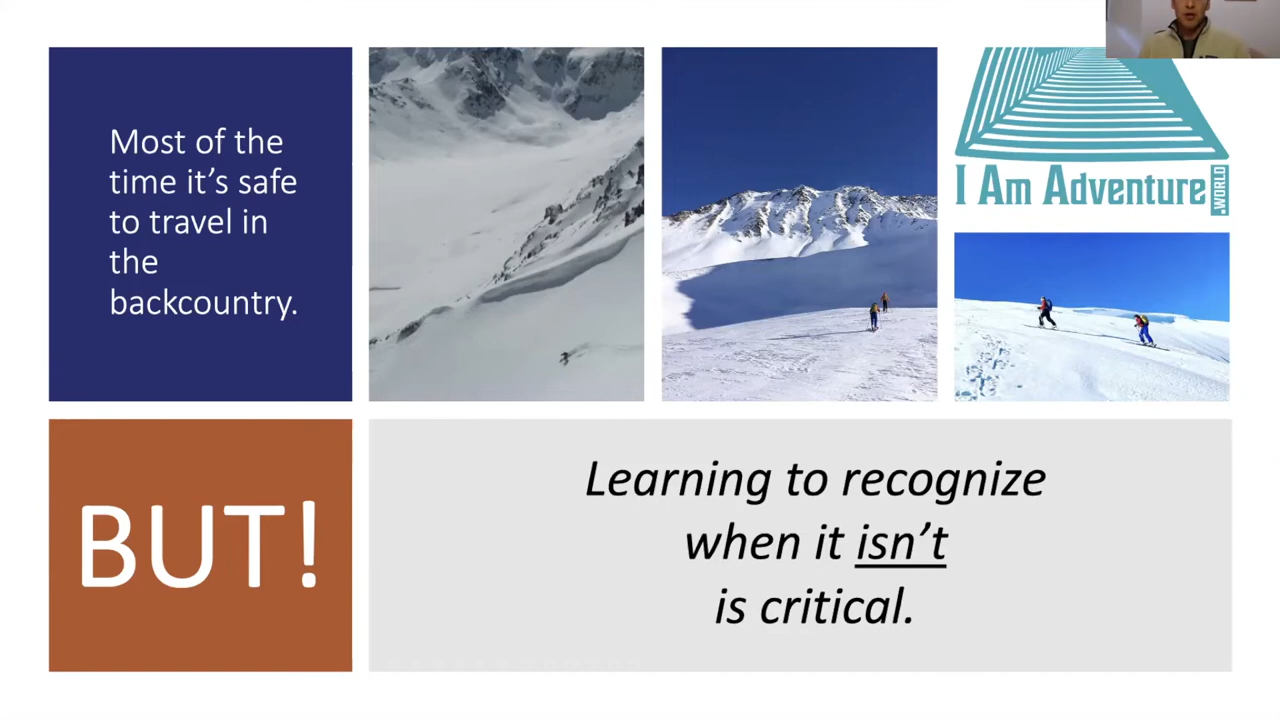 Most of the
time it’s safe
to travel in
the
backcountry.
I Am Adventure
.WORLD
BUT!
Learning to recognize
when it isn’t
is critical.